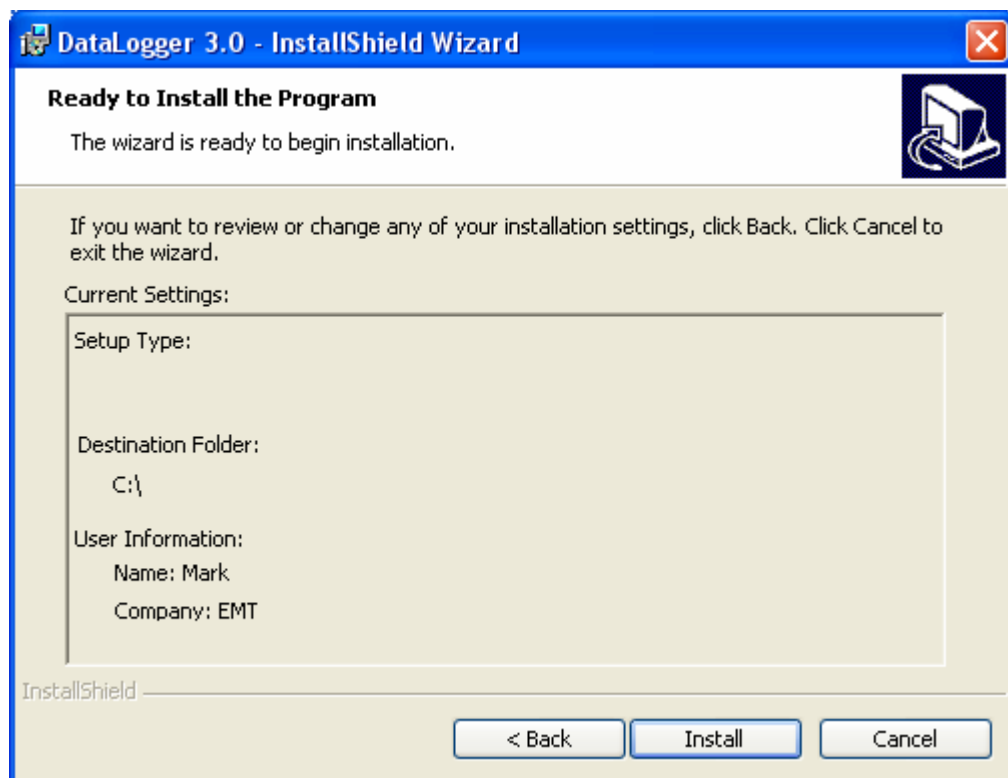 DataLogger 3.0 - InstallShield Wizard
Ready to Install the Program
The wizard is ready to begin installation.
If you want to review or change any of your installation settings, click Back. Click Cancel to
exit the wizard.
Current Settings:
Setup Type:
Destination Folder:
C:\
User Information:
Name: Mark
Company: EMT
InstallShield
< Back
Install
Cancel